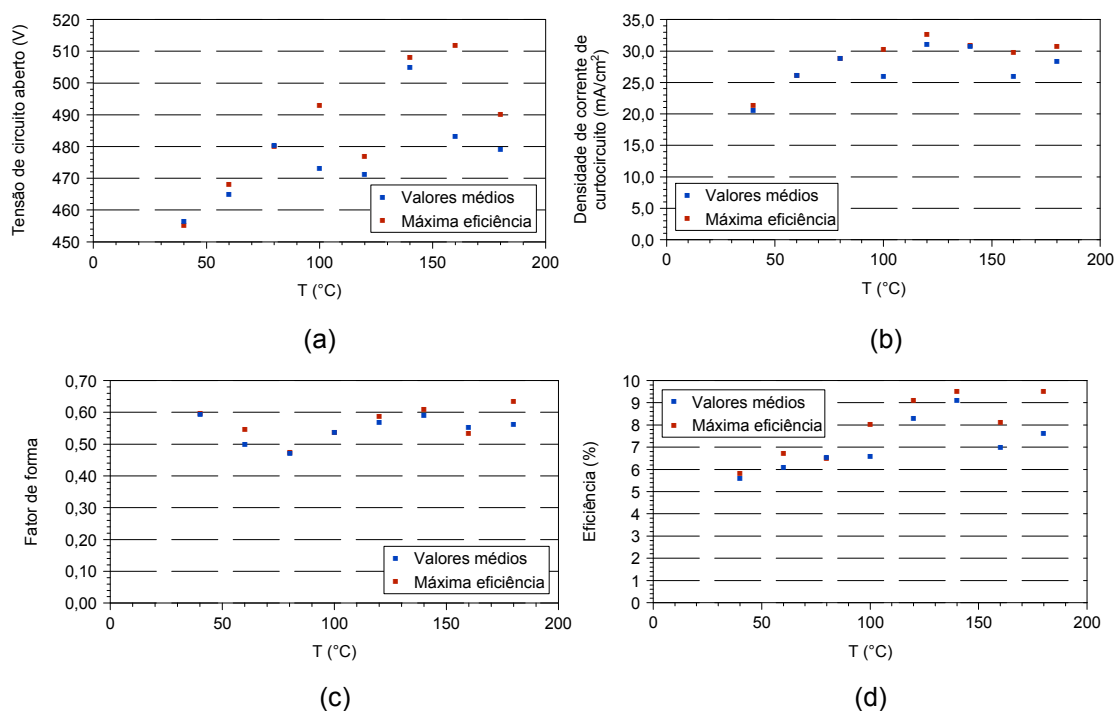 520
510
500
490
480
470
460
450
Tensão de circuito aberto (V)
Valores médios
Máxima eficiência
0
50
100
150
200
T (°C)
(a)
35,0
30,0
25,0
20,0
15,0
10,0
5,0
0,0
Densidade de corrente de
curtocircuito (mA/cm²)
Valores médios
Máxima eficiência
0
50
100
150
200
T (°C)
(b)
0,70
0,60
0,50
0,40
0,30
0,20
0,10
0,00
Fator de forma
Valores médios
Máxima eficiência
0
50
100
150
200
T (°C)
(c)
10
9
8
7
6
5
4
3
2
1
0
Eficiência (%)
Valores médios
Máxima eficiência
0
50
100
150
200
T (°C)
(d)